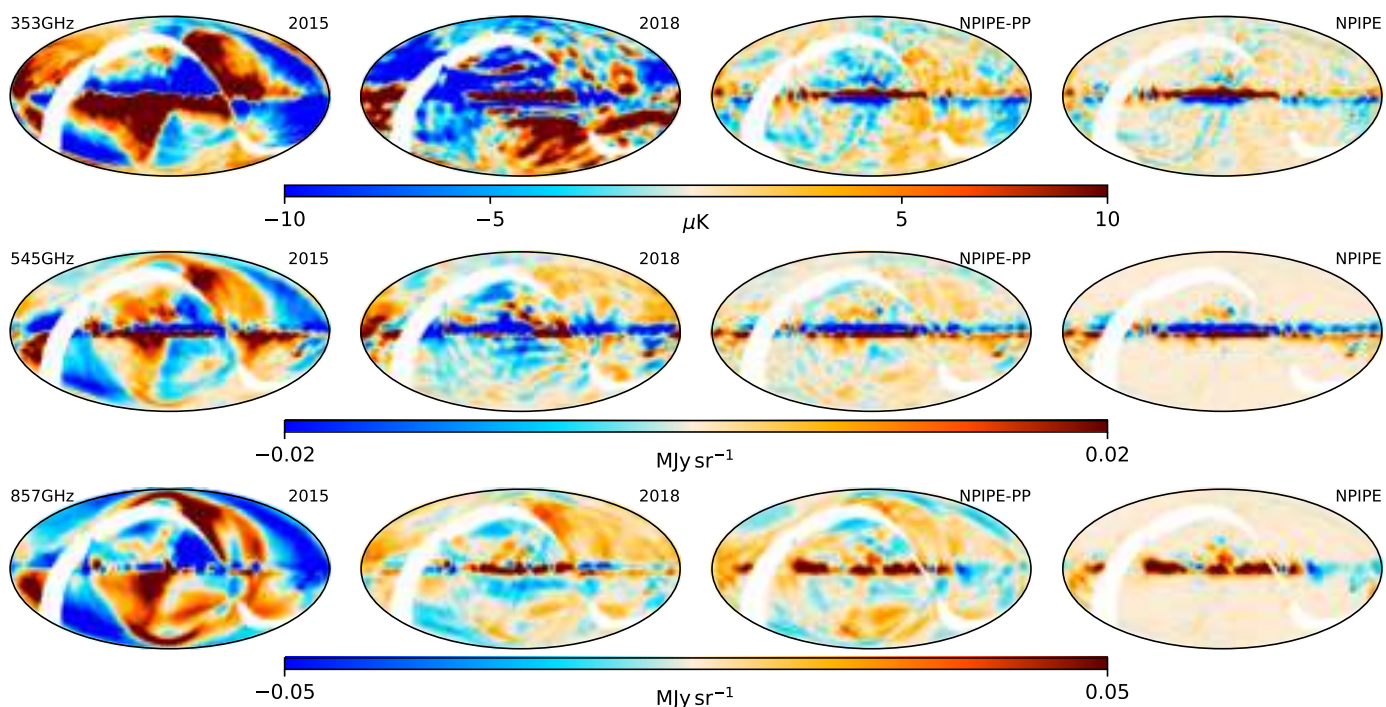 353GHz 2015 2018 NPIPE-PP NPIPE
−10 −5 5 10
μK
545GHz 2015 2018 NPIPE-PP NPIPE
−0.02 0.02
MJy sr⁻¹
857GHz 2015 2018 NPIPE-PP NPIPE
−0.05 0.05
MJy sr⁻¹